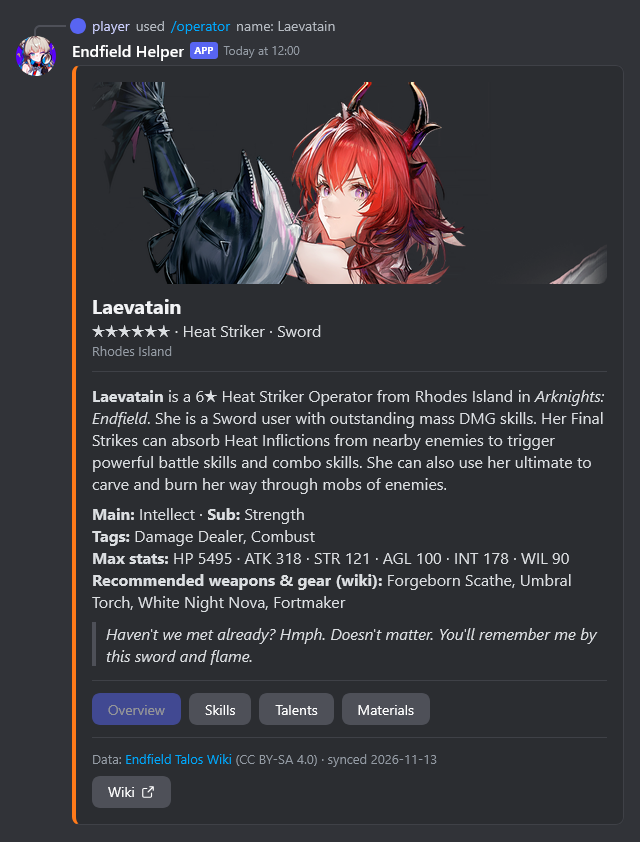 player used /operator name: Laevatain
Endfield Helper APP Today at 12:00
Laevatain
★★★★★★ · Heat Striker · Sword
Rhodes Island
Laevatain is a 6★ Heat Striker Operator from Rhodes Island in Arknights:
Endfield. She is a Sword user with outstanding mass DMG skills. Her Final
Strikes can absorb Heat Inflictions from nearby enemies to trigger
powerful battle skills and combo skills. She can also use her ultimate to
carve and burn her way through mobs of enemies.
Main: Intellect · Sub: Strength
Tags: Damage Dealer, Combust
Max stats: HP 5495 · ATK 318 · STR 121 · AGL 100 · INT 178 · WIL 90
Recommended weapons & gear (wiki): Forgeborn Scathe, Umbral
Torch, White Night Nova, Fortmaker
Haven't we met already? Hmph. Doesn't matter. You'll remember me by
this sword and flame.
Overview Skills Talents Materials
Data: Endfield Talos Wiki (CC BY-SA 4.0) · synced 2026-11-13
Wiki